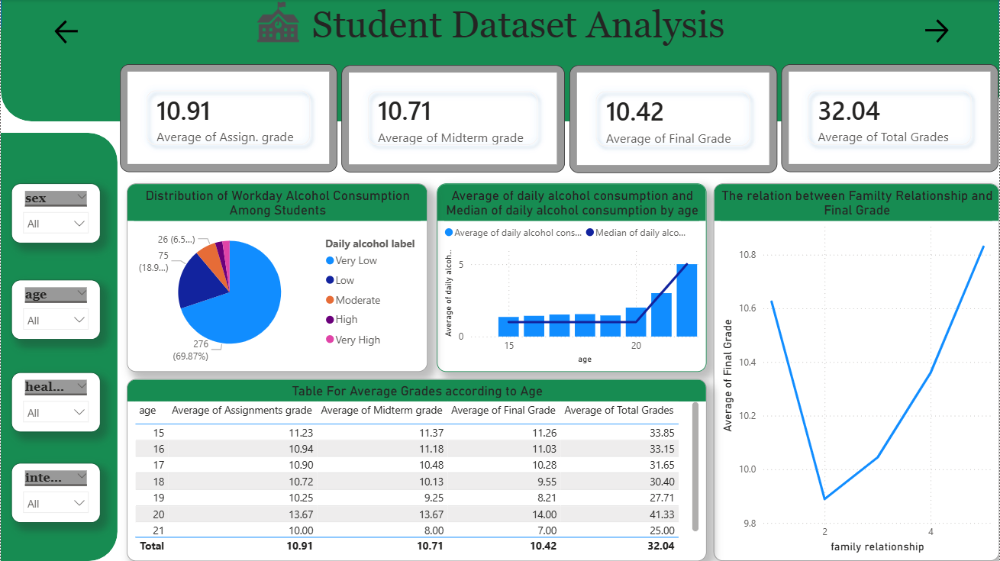 Student Dataset Analysis
10.91
Average of Assign. grade
10.71
Average of Midterm grade
10.42
Average of Final Grade
32.04
Average of Total Grades
sex
All
age
All
heal...
All
inte...
All
Distribution of Workday Alcohol Consumption
Among Students
26 (6.5...)
75
(18.9...)
276
(69.87%)
Daily alcohol label
Very Low
Low
Moderate
High
Very High
Average of daily alcohol consumption and
Median of daily alcohol consumption by age
Average of daily alcohol cons...
Median of daily alco...
Average of daily alcoh...
5
0
15
20
age
The relation between Familty Relationship and
Final Grade
Average of Final Grade
10.8
10.6
10.4
10.2
10.0
9.8
2
4
family relationship
Table For Average Grades according to Age
age Average of Assignments grade Average of Midterm grade Average of Final Grade Average of Total Grades
15 11.23 11.37 11.26 33.85
16 10.94 11.18 11.03 33.15
17 10.90 10.48 10.28 31.65
18 10.72 10.13 9.55 30.40
19 10.25 9.25 8.21 27.71
20 13.67 13.67 14.00 41.33
21 10.00 8.00 7.00 25.00
Total 10.91 10.71 10.42 32.04